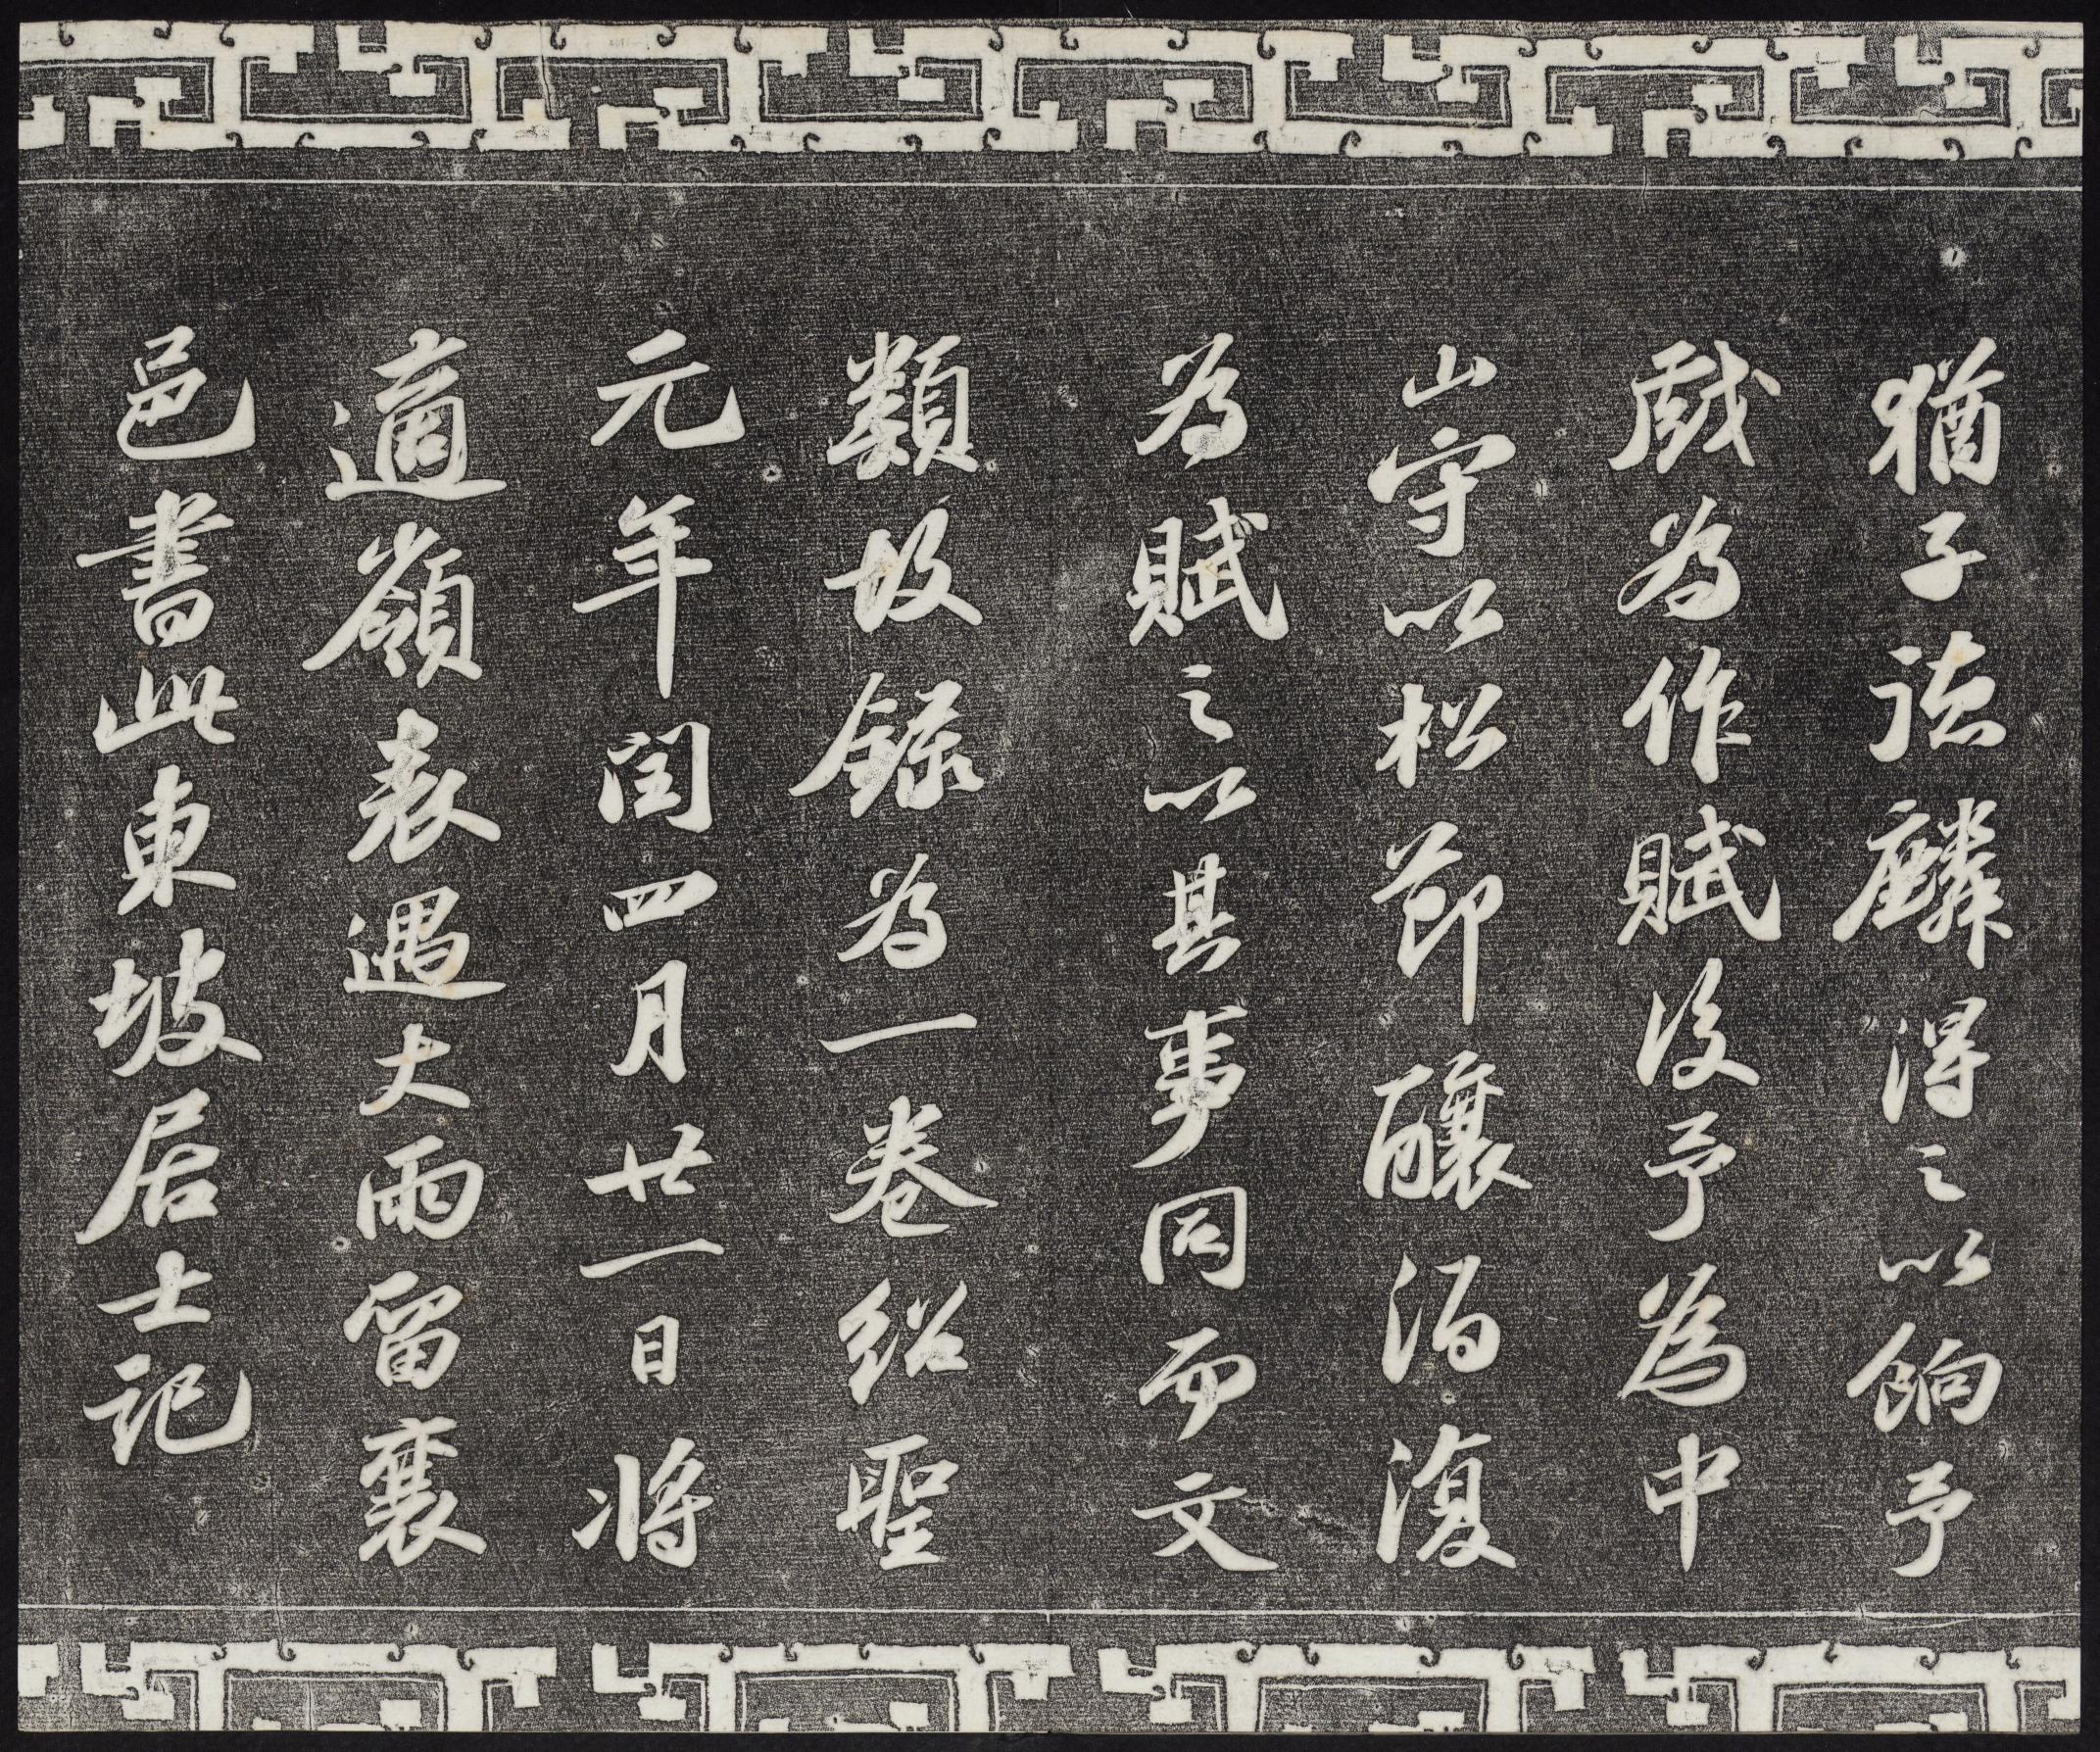 猶子德麟得之以餉予
戲為作賦後予為中
山守以松節釀酒復
為賦之以其事同而文
類故錄為一卷紹聖
元年閏四月廿一日將
適嶺表遇大雨留襄
邑書此東坡居士記